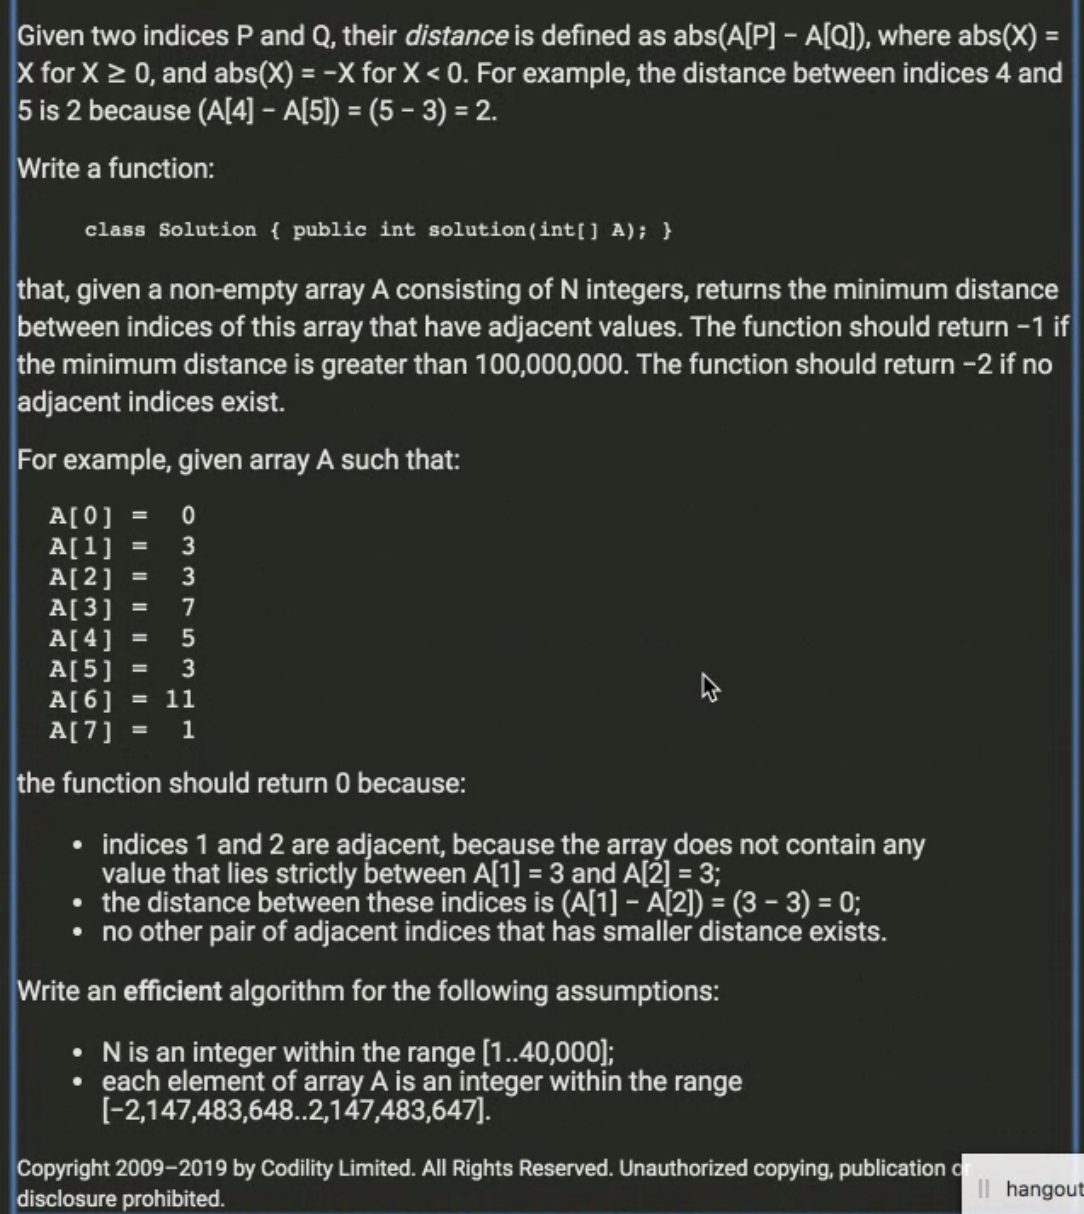 Given two indices P and Q, their distance is defined as abs(A[P] − A[Q]), where abs(X) =
X for X ≥ 0, and abs(X) = −X for X < 0. For example, the distance between indices 4 and
5 is 2 because (A[4] − A[5]) = (5 − 3) = 2.
Write a function:
class Solution { public int solution(int[] A); }
that, given a non-empty array A consisting of N integers, returns the minimum distance
between indices of this array that have adjacent values. The function should return −1 if
the minimum distance is greater than 100,000,000. The function should return −2 if no
adjacent indices exist.
For example, given array A such that:
A[0] = 0
A[1] = 3
A[2] = 3
A[3] = 7
A[4] = 5
A[5] = 3
A[6] = 11
A[7] = 1
the function should return 0 because:
• indices 1 and 2 are adjacent, because the array does not contain any
value that lies strictly between A[1] = 3 and A[2] = 3;
• the distance between these indices is (A[1] − A[2]) = (3 − 3) = 0;
• no other pair of adjacent indices that has smaller distance exists.
Write an efficient algorithm for the following assumptions:
• N is an integer within the range [1..40,000];
• each element of array A is an integer within the range
[−2,147,483,648..2,147,483,647].
Copyright 2009–2019 by Codility Limited. All Rights Reserved. Unauthorized copying, publication or
disclosure prohibited.
|| hangout